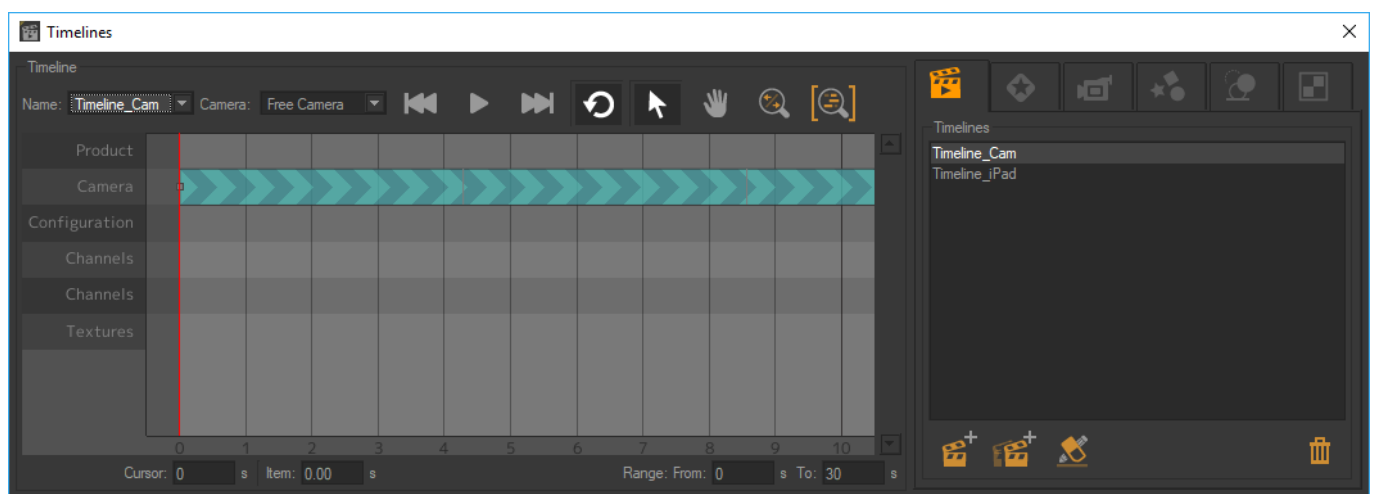 Timelines
Timeline
Name: Timeline_Cam Camera: Free Camera
Product
Camera
Configuration
Channels
Channels
Textures
0 1 2 3 4 5 6 7 8 9 10
Cursor: 0 s Item: 0.00 s Range: From: 0 s To: 30 s
Timelines
Timeline_Cam
Timeline_iPad